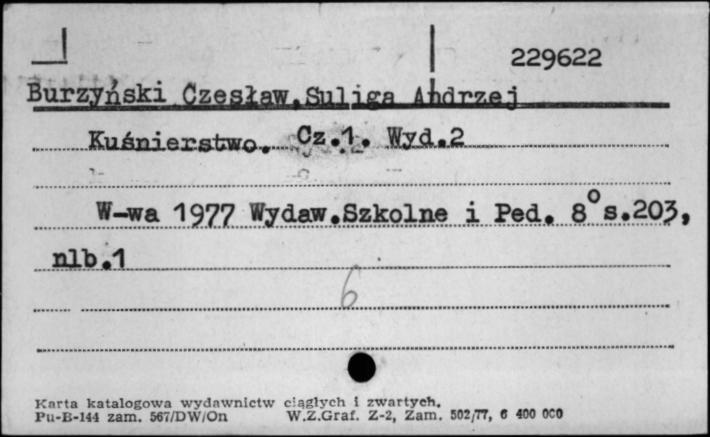 229622
Burzyński Czesław,Suliga Andrzej
Kuśnierstwo. Cz.1. Wyd.2
W-wa 1977 Wydaw.Szkolne i Ped. 8° s.203,
nlb.1
6
Karta katalogowa wydawnictw ciągłych i zwartych.
Pu-B-144 zam. 567/DW/On W.Z.Graf. Z-2, Zam. 502/77, 6 400 000